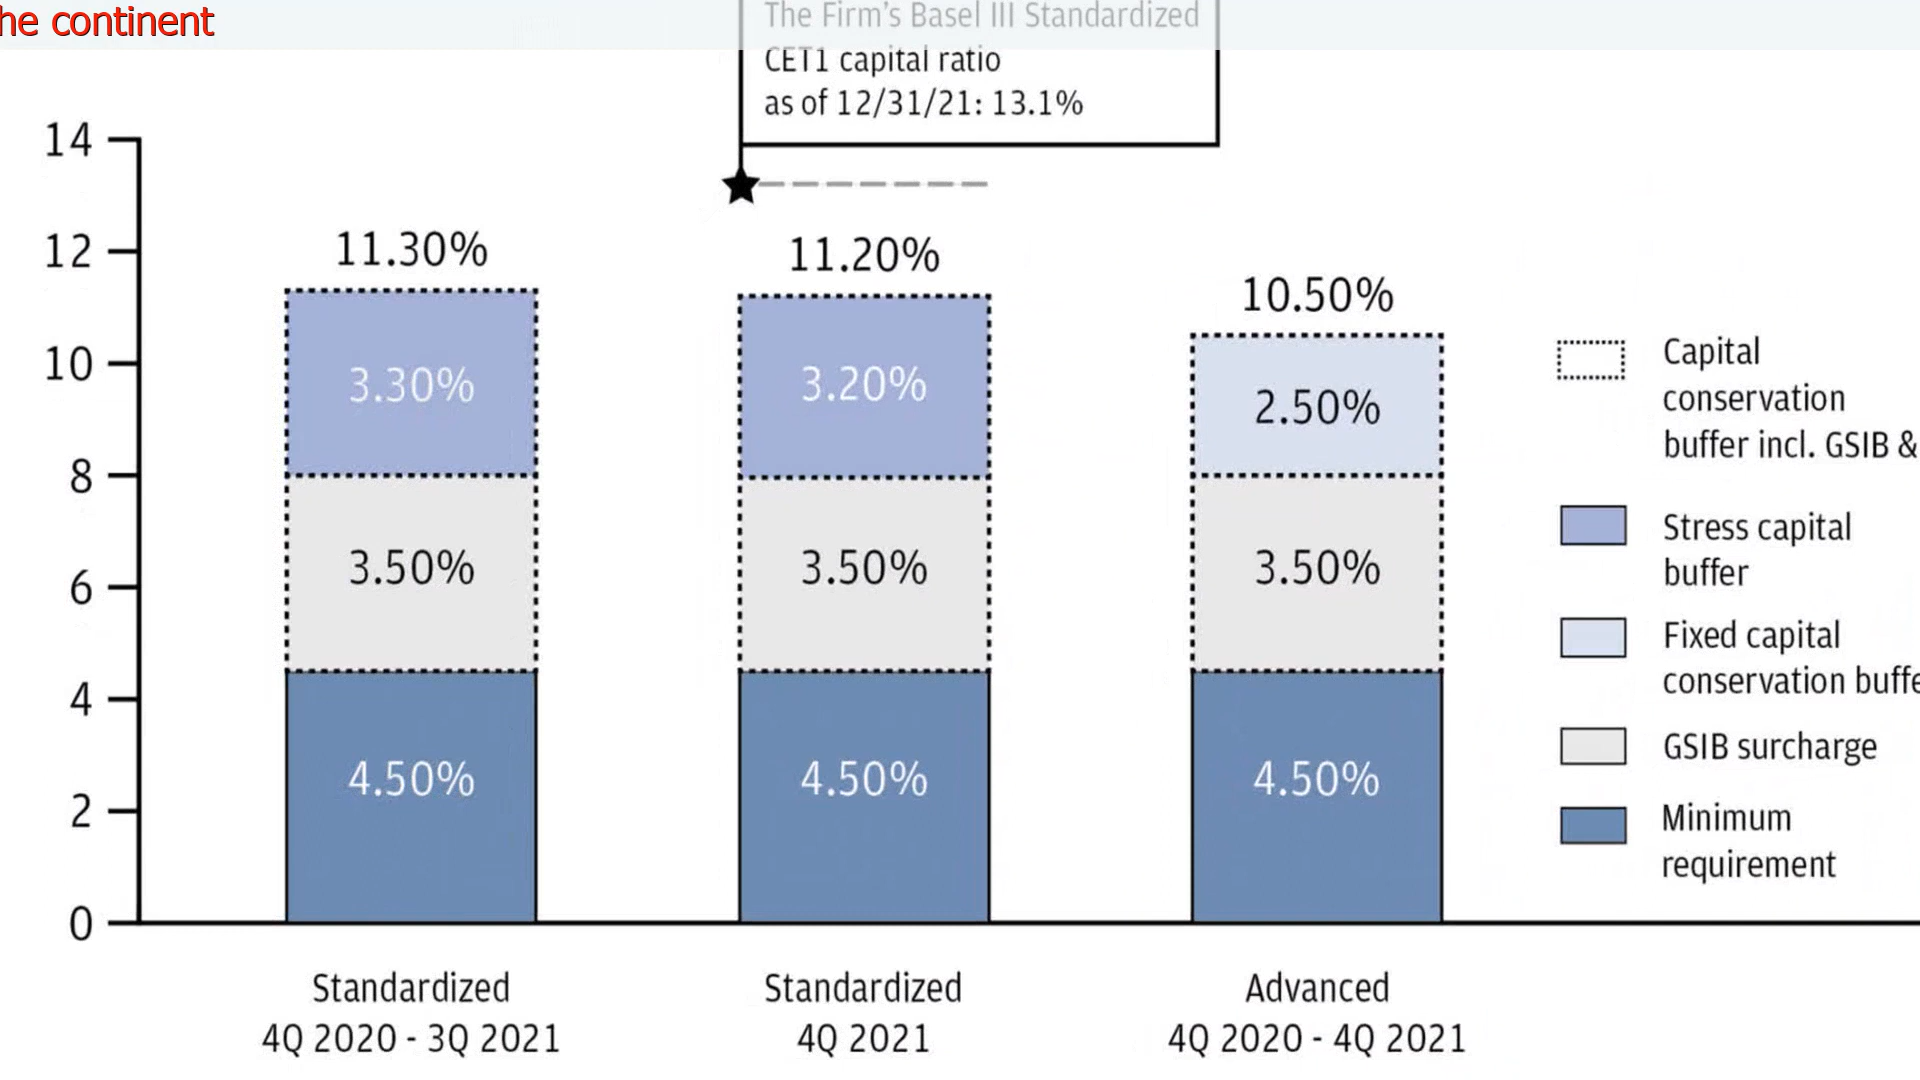 he continent
The Firm's Basel III Standardized
CET1 capital ratio
as of 12/31/21: 13.1%
14
12
10
8
6
4
2
0
11.30%
3.30%
3.50%
4.50%
11.20%
3.20%
3.50%
4.50%
10.50%
2.50%
3.50%
4.50%
Capital
conservation
buffer incl. GSIB &
Stress capital
buffer
Fixed capital
conservation buffe
GSIB surcharge
Minimum
requirement
Standardized
4Q 2020 - 3Q 2021
Standardized
4Q 2021
Advanced
4Q 2020 - 4Q 2021